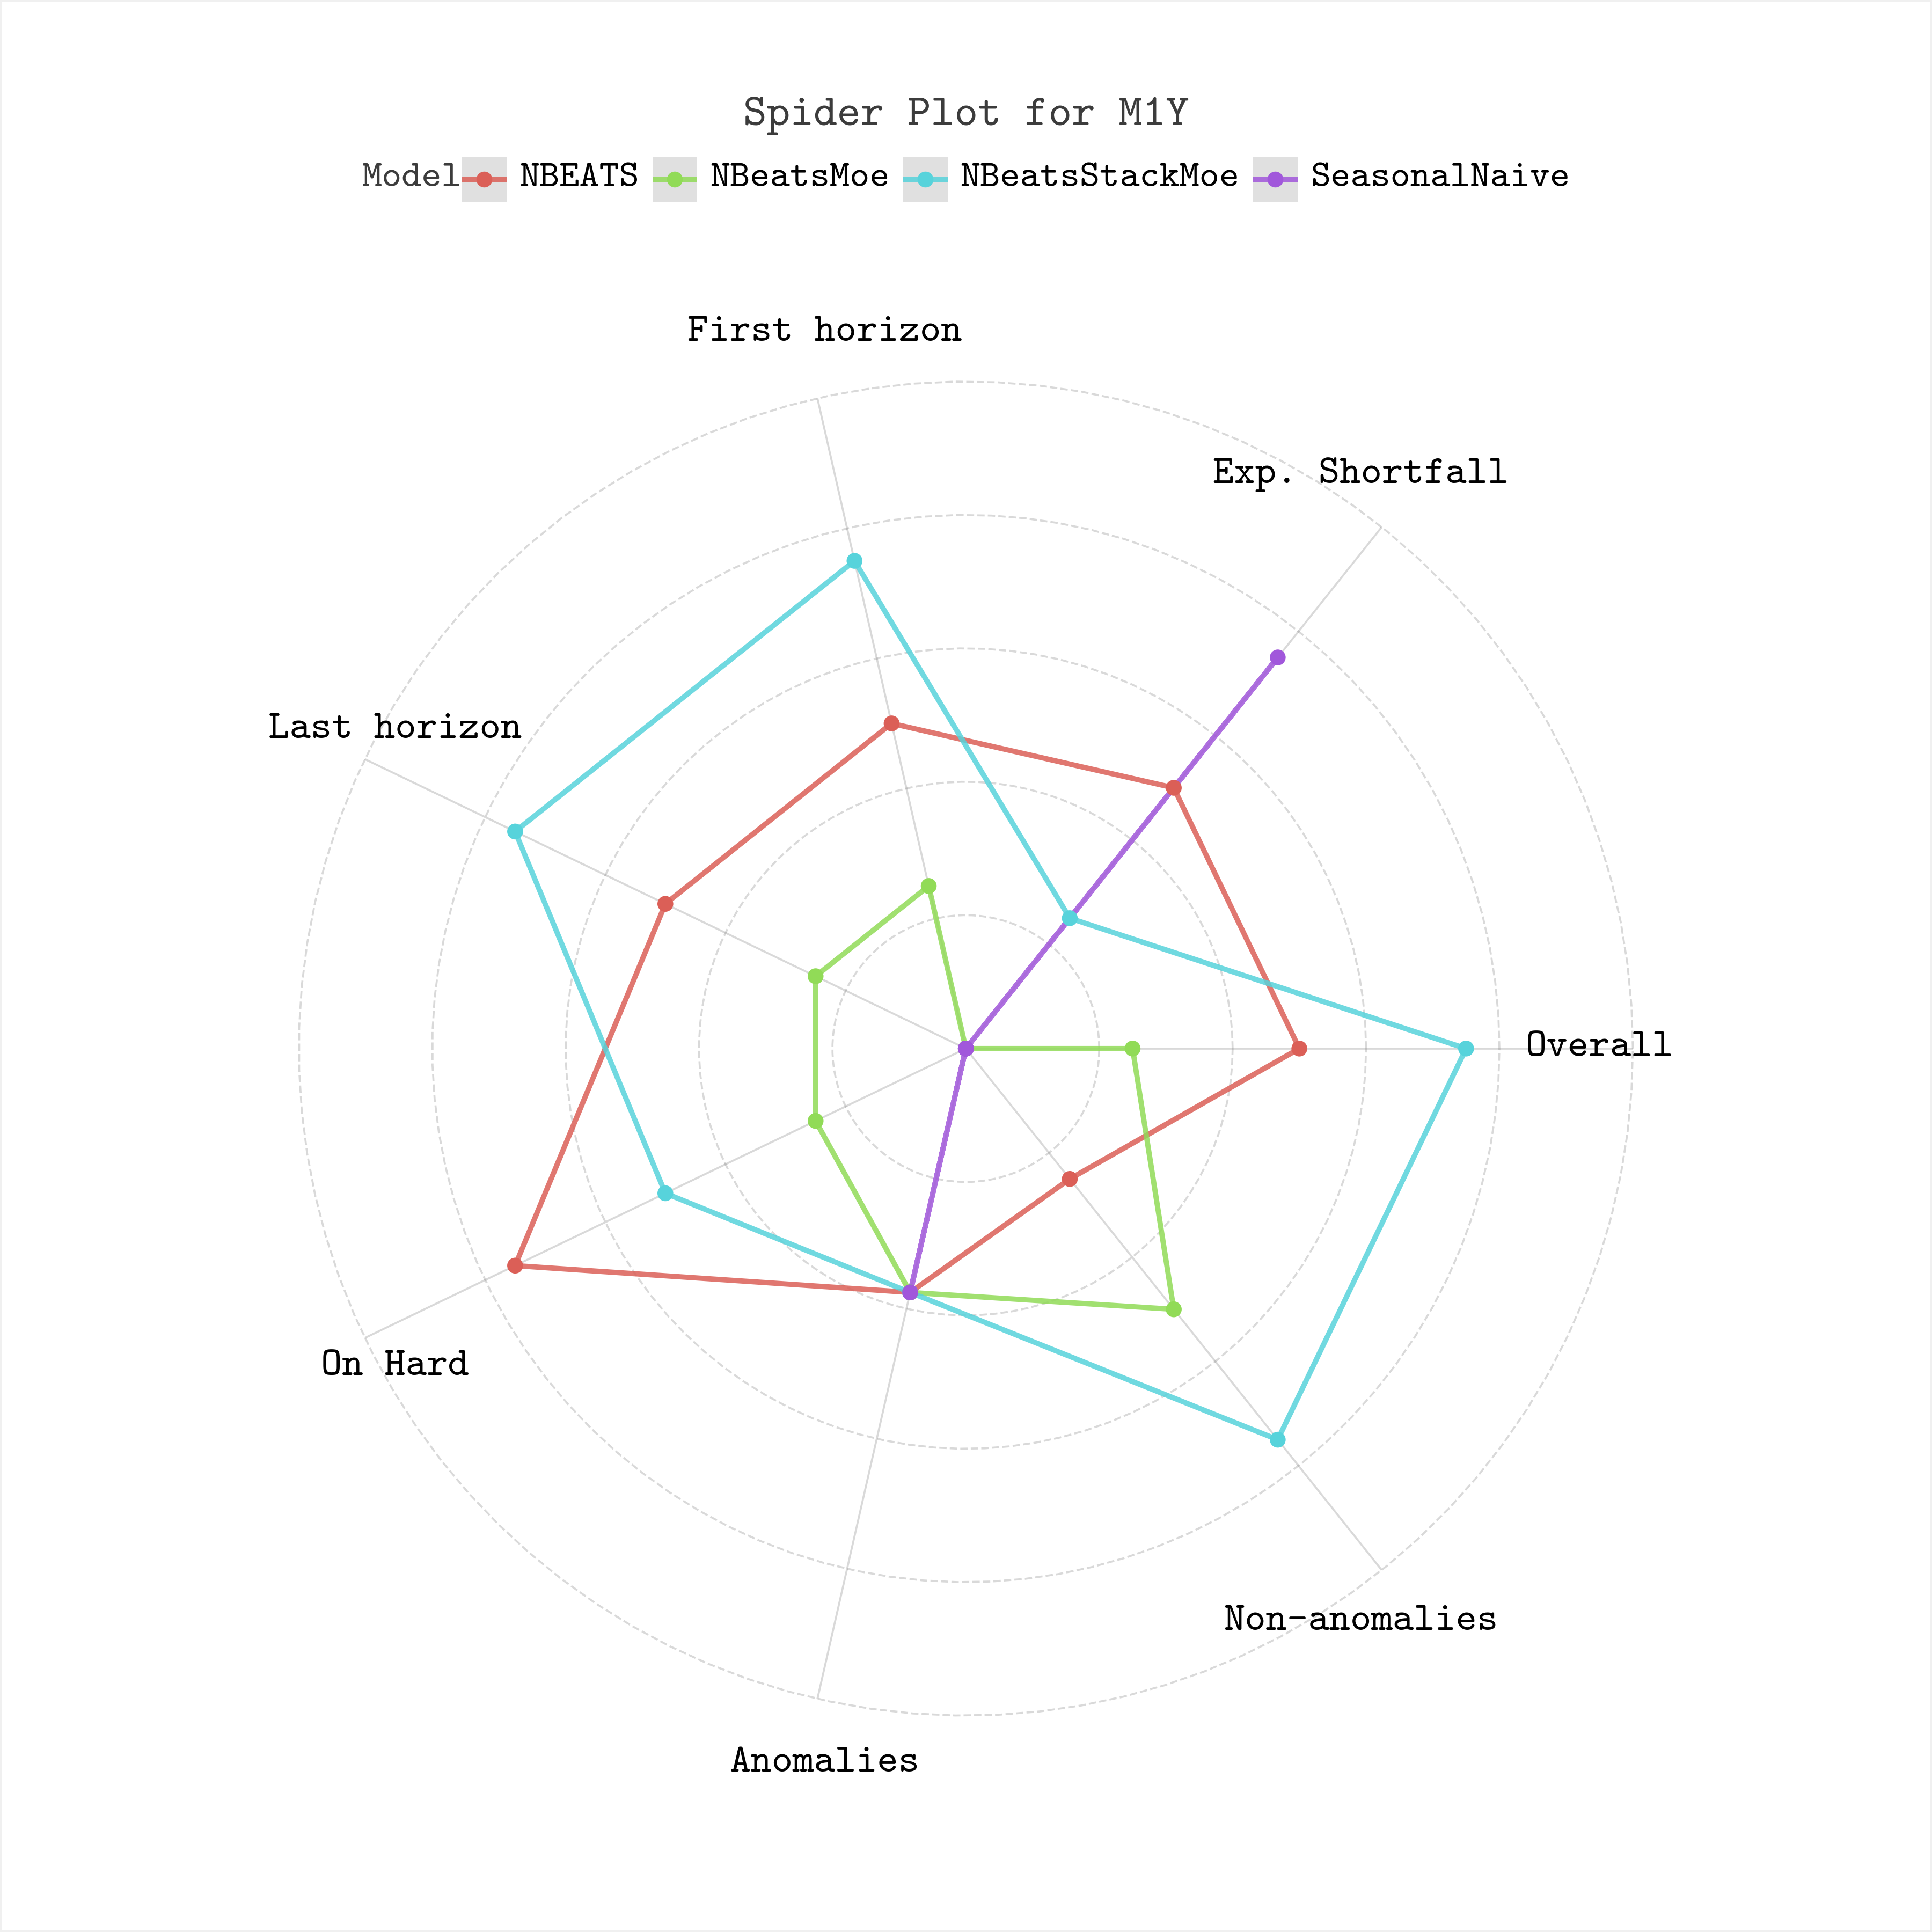 Spider Plot for M1Y
Model NBEATS NBeatsMoe NBeatsStackMoe SeasonalNaive
First horizon
Exp. Shortfall
Last horizon
Overall
On Hard
Non-anomalies
Anomalies